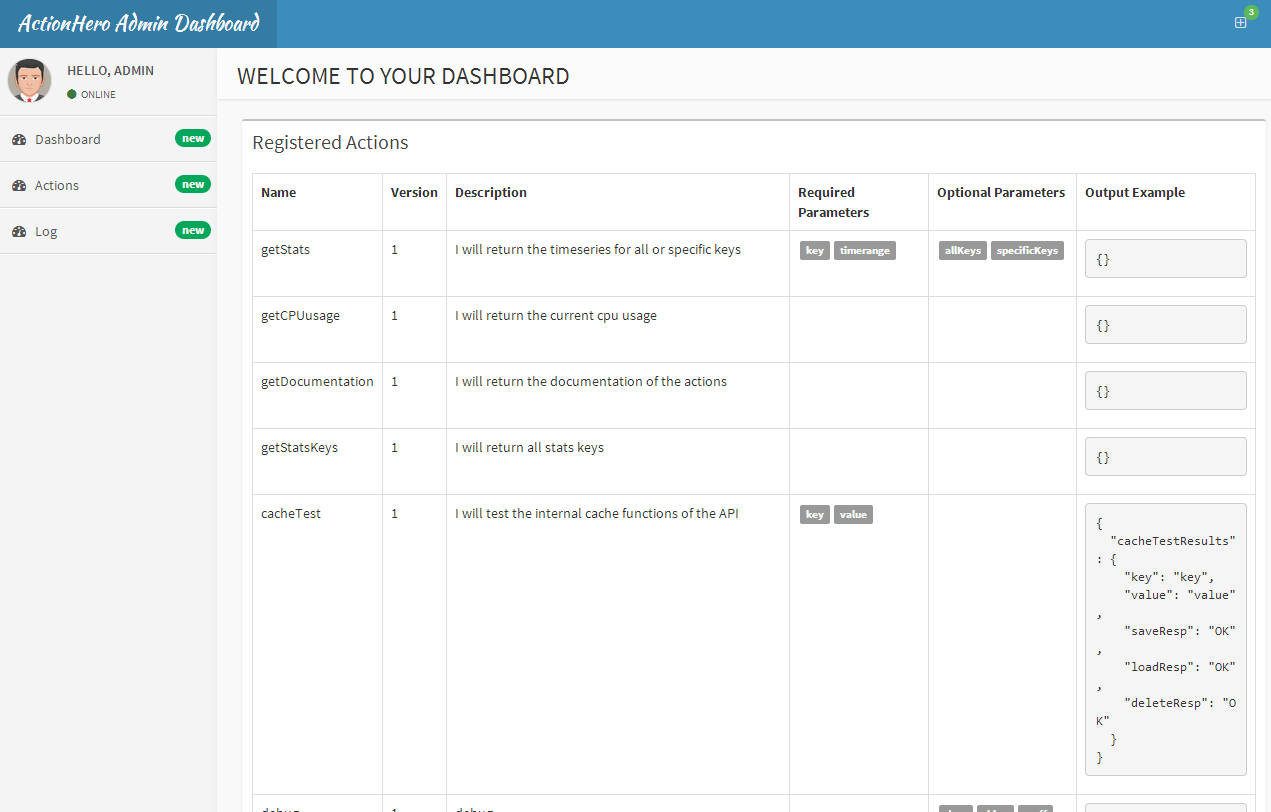 ActionHero Admin Dashboard
3
HELLO, ADMIN
ONLINE
Dashboard new
Actions new
Log new
WELCOME TO YOUR DASHBOARD
Registered Actions
Name Version Description Required Parameters Optional Parameters Output Example
getStats 1 I will return the timeseries for all or specific keys key timerange allKeys specificKeys {}
getCPUusage 1 I will return the current cpu usage {}
getDocumentation 1 I will return the documentation of the actions {}
getStatsKeys 1 I will return all stats keys {}
cacheTest 1 I will test the internal cache functions of the API key value
{
"cacheTestResults"
: {
"key": "key",
"value": "value"
,
"saveResp": "OK"
,
"loadResp": "OK"
,
"deleteResp": "O
K"
}
}
debug 1 debug